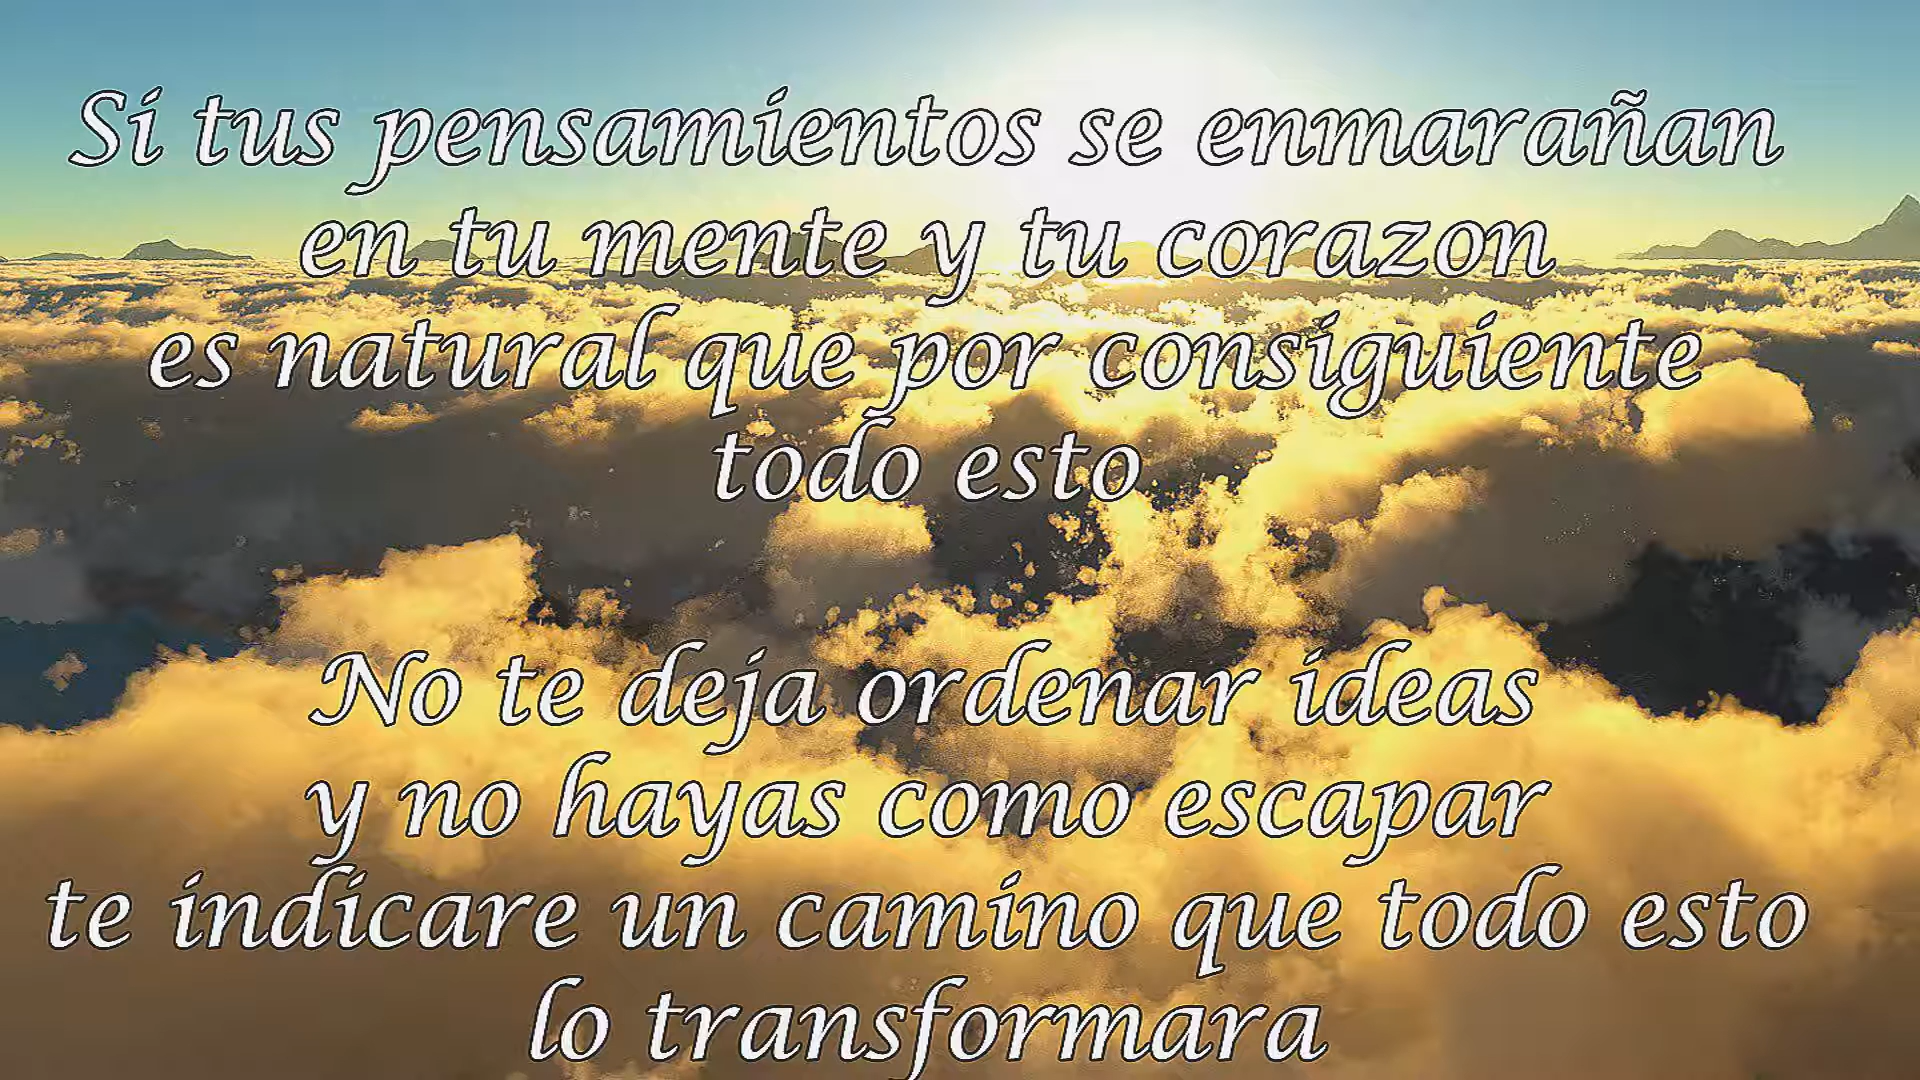 Si tus pensamientos se enmarañan
en tu mente y tu corazon
es natural que por consiguiente
todo esto
No te deja ordenar ideas
y no hayas como escapar
te indicare un camino que todo esto
lo transformara